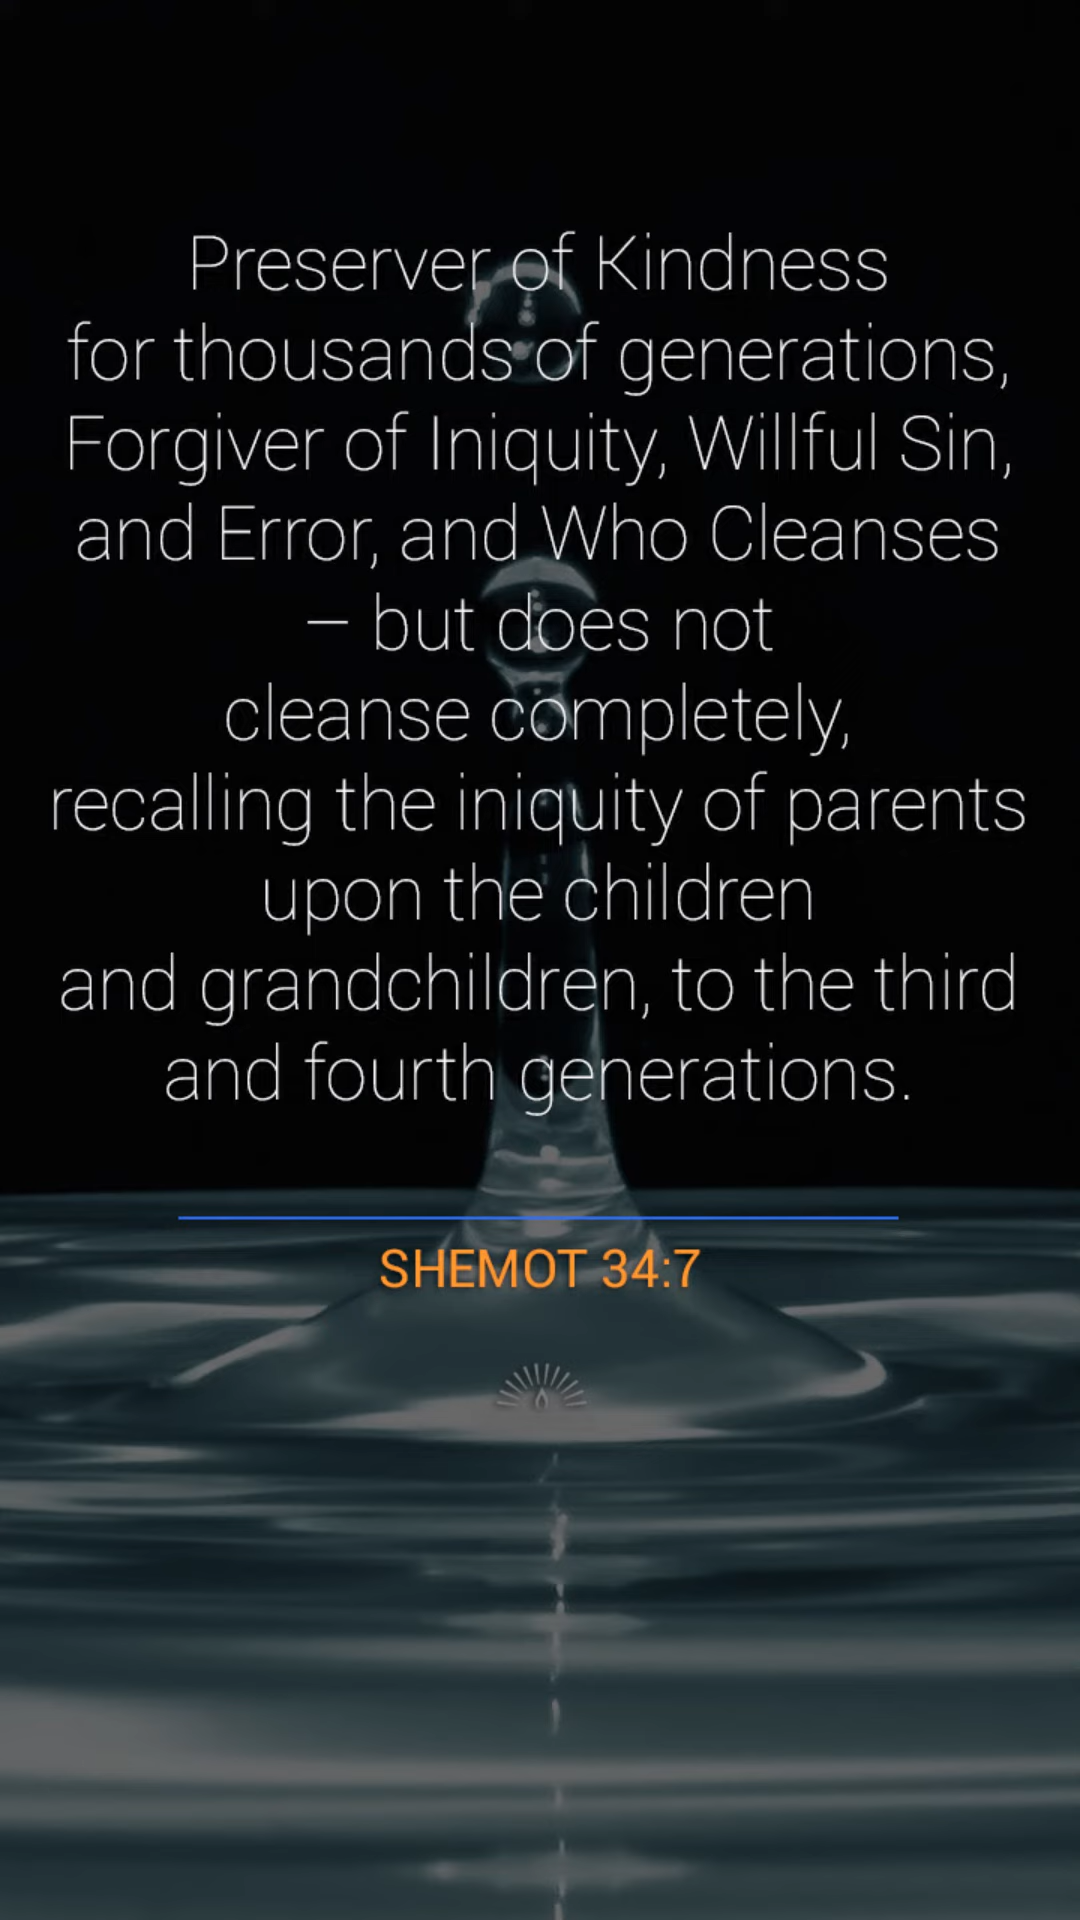 Preserver of Kindness
for thousands of generations,
Forgiver of Iniquity, Willful Sin,
and Error, and Who Cleanses
– but does not
cleanse completely,
recalling the iniquity of parents
upon the children
and grandchildren, to the third
and fourth generations.
SHEMOT 34:7